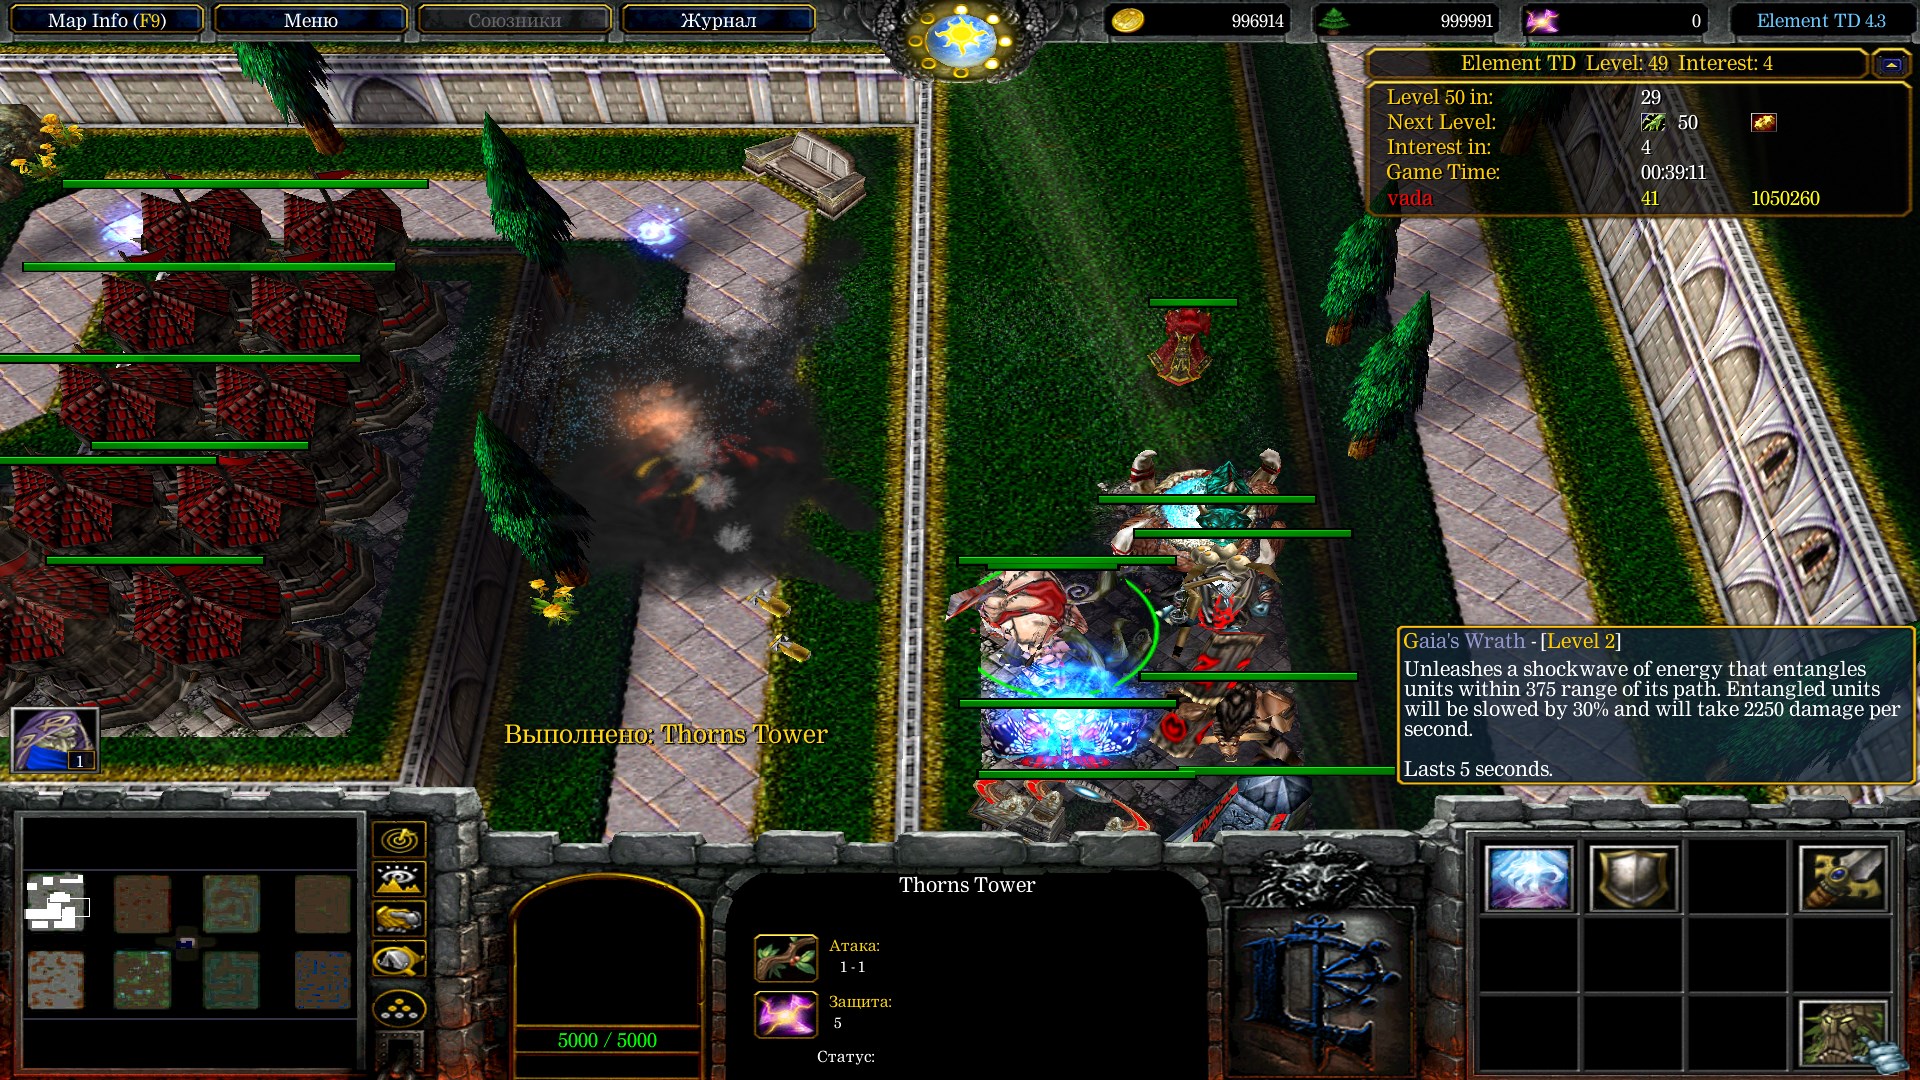 Map Info (F9)
Меню
Союзники
Журнал
996914
999991
0
Element TD 4.3
Element TD Level: 49 Interest: 4
Level 50 in: 29
Next Level: 50
Interest in: 4
Game Time: 00:39:11
vada 41 1050260
Gaia's Wrath - [Level 2]
Unleashes a shockwave of energy that entangles
units within 375 range of its path. Entangled units
will be slowed by 30% and will take 2250 damage per
second.
Lasts 5 seconds.
Выполнено: Thorns Tower
1
Thorns Tower
Атака:
1 - 1
Защита:
5
Статус:
5000 / 5000